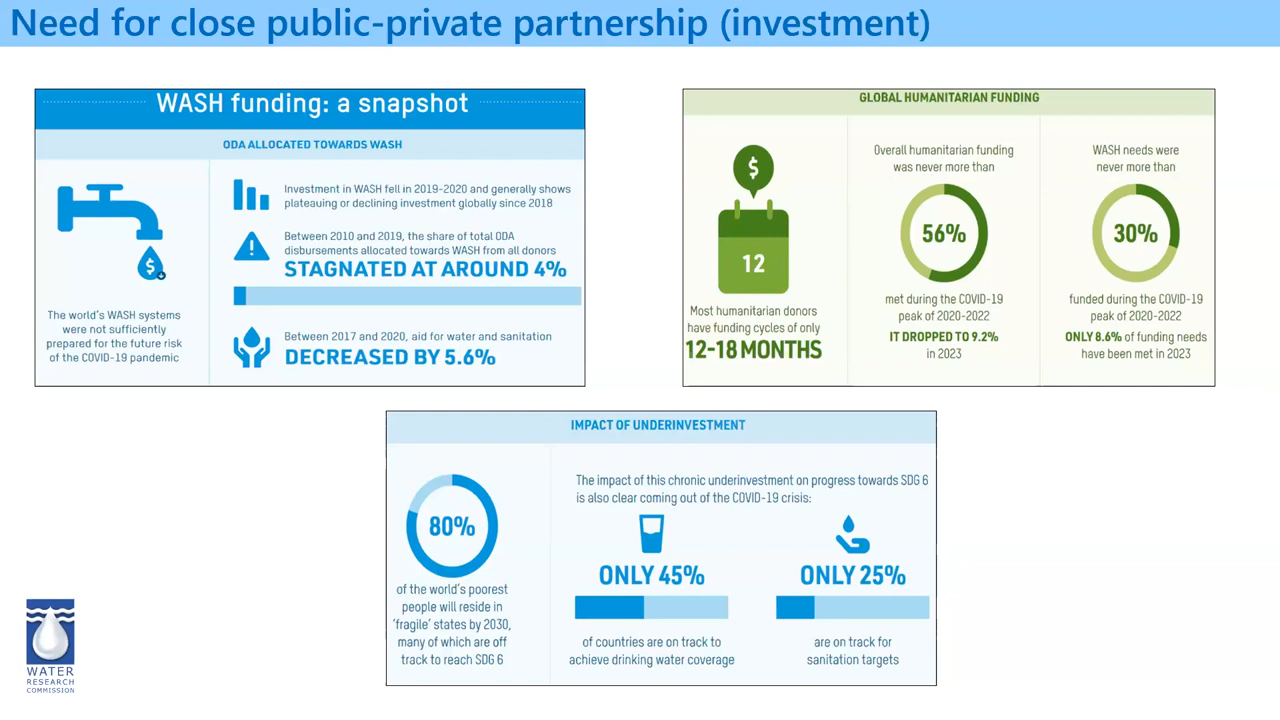 Need for close public-private partnership (investment)
WASH funding: a snapshot
ODA ALLOCATED TOWARDS WASH
$
The world's WASH systems
were not sufficiently
prepared for the future risk
of the COVID-19 pandemic
Investment in WASH fell in 2019-2020 and generally shows
plateauing or declining investment globally since 2018
!
Between 2010 and 2019, the share of total ODA
disbursements allocated towards WASH from all donors
STAGNATED AT AROUND 4%
Between 2017 and 2020, aid for water and sanitation
DECREASED BY 5.6%
GLOBAL HUMANITARIAN FUNDING
$
12
Most humanitarian donors
have funding cycles of only
12-18 MONTHS
Overall humanitarian funding
was never more than
56%
met during the COVID-19
peak of 2020-2022
IT DROPPED TO 9.2%
in 2023
WASH needs were
never more than
30%
funded during the COVID-19
peak of 2020-2022
ONLY 8.6% of funding needs
have been met in 2023
IMPACT OF UNDERINVESTMENT
80%
of the world's poorest
people will reside in
'fragile' states by 2030,
many of which are off
track to reach SDG 6
The impact of this chronic underinvestment on progress towards SDG 6
is also clear coming out of the COVID-19 crisis:
ONLY 45%
of countries are on track to
achieve drinking water coverage
ONLY 25%
are on track for
sanitation targets
WATER
RESEARCH
COMMISSION